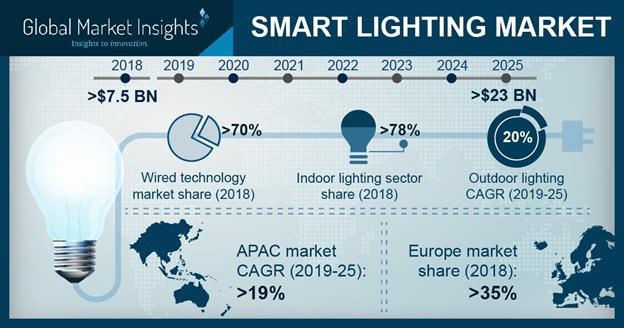 Global Market Insights
Insights to Innovation
SMART LIGHTING MARKET
2018 2019 2020 2021 2022 2023 2024 2025
>$7.5 BN
>$23 BN
>70%
Wired technology
market share (2018)
>78%
Indoor lighting sector
share (2018)
20%
Outdoor lighting
CAGR (2019-25)
APAC market
CAGR (2019-25):
>19%
Europe market
share (2018):
>35%